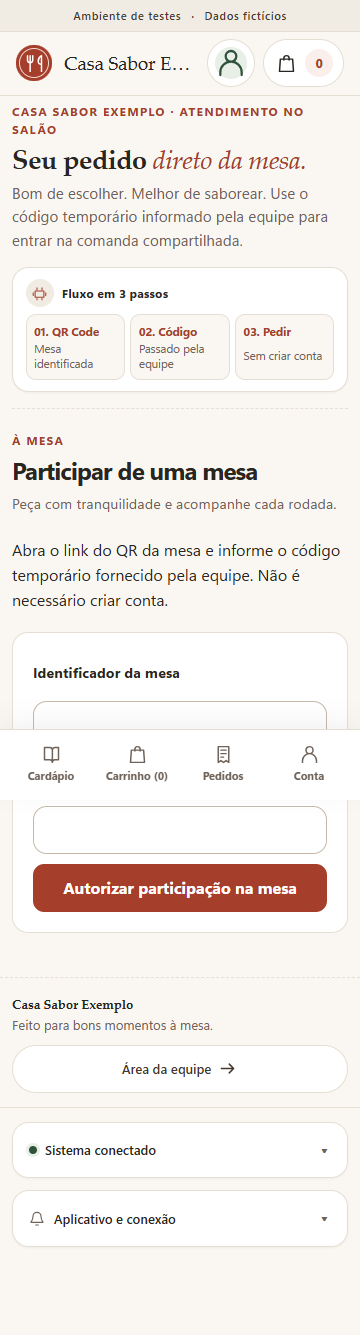 Ambiente de testes · Dados fictícios
Casa Sabor E...
0
CASA SABOR EXEMPLO · ATENDIMENTO NO
SALÃO
Seu pedido direto da mesa.
Bom de escolher. Melhor de saborear. Use o
código temporário informado pela equipe para
entrar na comanda compartilhada.
Fluxo em 3 passos
01. QR Code
Mesa
identificada
02. Código
Passado pela
equipe
03. Pedir
Sem criar conta
À MESA
Participar de uma mesa
Peça com tranquilidade e acompanhe cada rodada.
Abra o link do QR da mesa e informe o código
temporário fornecido pela equipe. Não é
necessário criar conta.
Identificador da mesa
Cardápio
Carrinho (0)
Pedidos
Conta
Autorizar participação na mesa
Casa Sabor Exemplo
Feito para bons momentos à mesa.
Área da equipe →
Sistema conectado
Aplicativo e conexão